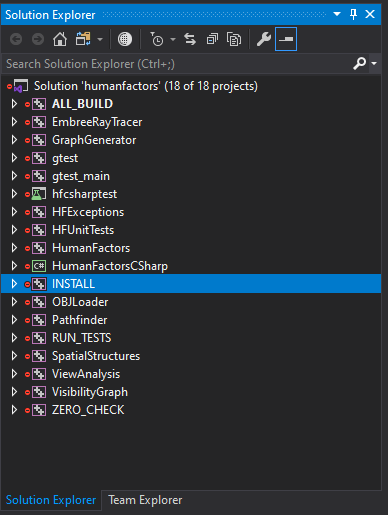 Solution Explorer
Search Solution Explorer (Ctrl+;)
Solution 'humanfactors' (18 of 18 projects)
ALL_BUILD
EmbreeRayTracer
GraphGenerator
gtest
gtest_main
hfcsharptest
HFExceptions
HFUnitTests
HumanFactors
C# HumanFactorsCSharp
INSTALL
OBJLoader
Pathfinder
RUN_TESTS
SpatialStructures
ViewAnalysis
VisibilityGraph
ZERO_CHECK
Solution Explorer Team Explorer